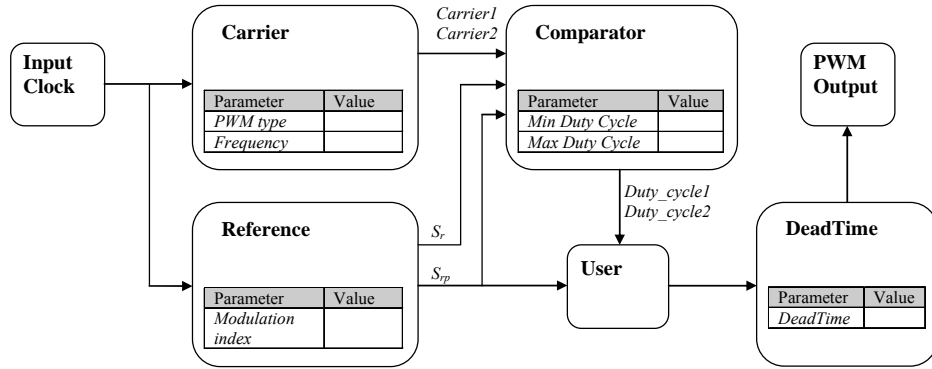 Carrier1
Carrier2
Input
Clock
Carrier
Parameter Value
PWM type
Frequency
Comparator
Parameter Value
Min Duty Cycle
Max Duty Cycle
PWM
Output
Duty_cycle1
Duty_cycle2
Reference
Parameter Value
Modulation
index
Sr
Srp
User
DeadTime
Parameter Value
DeadTime